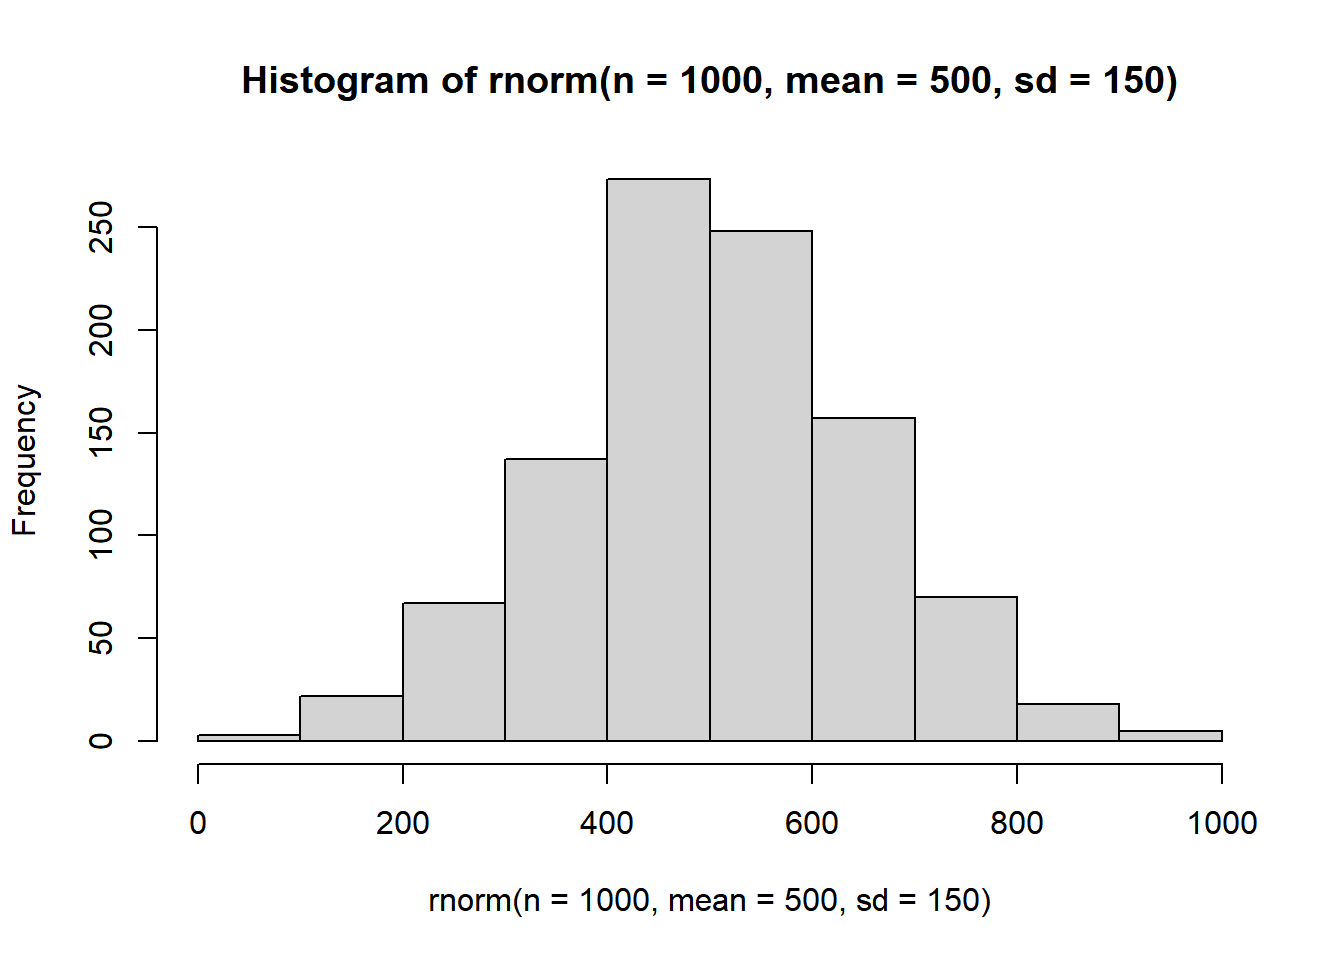 Histogram of rnorm(n = 1000, mean = 500, sd = 150)
Frequency
250
200
150
100
50
0
0 200 400 600 800 1000
rnorm(n = 1000, mean = 500, sd = 150)